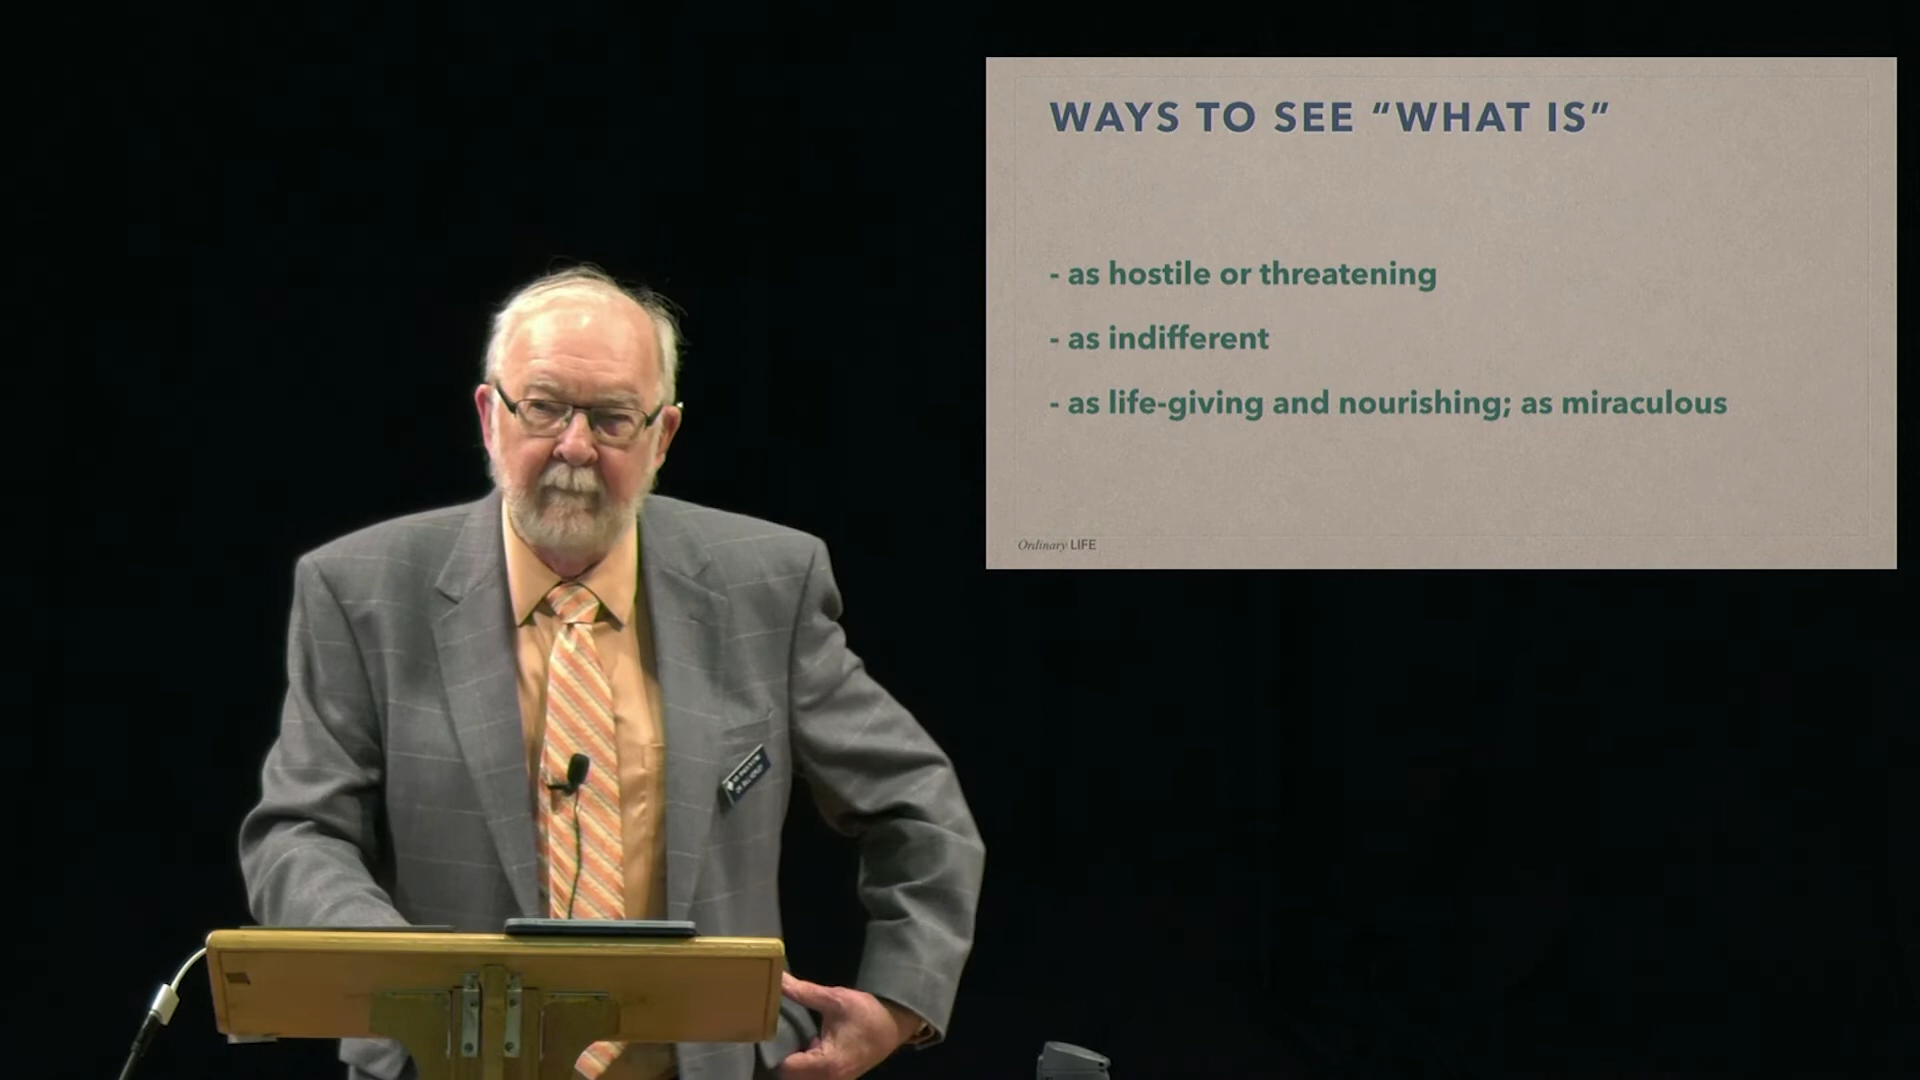 WAYS TO SEE “WHAT IS”
- as hostile or threatening
- as indifferent
- as life-giving and nourishing; as miraculous
Ordinary LIFE